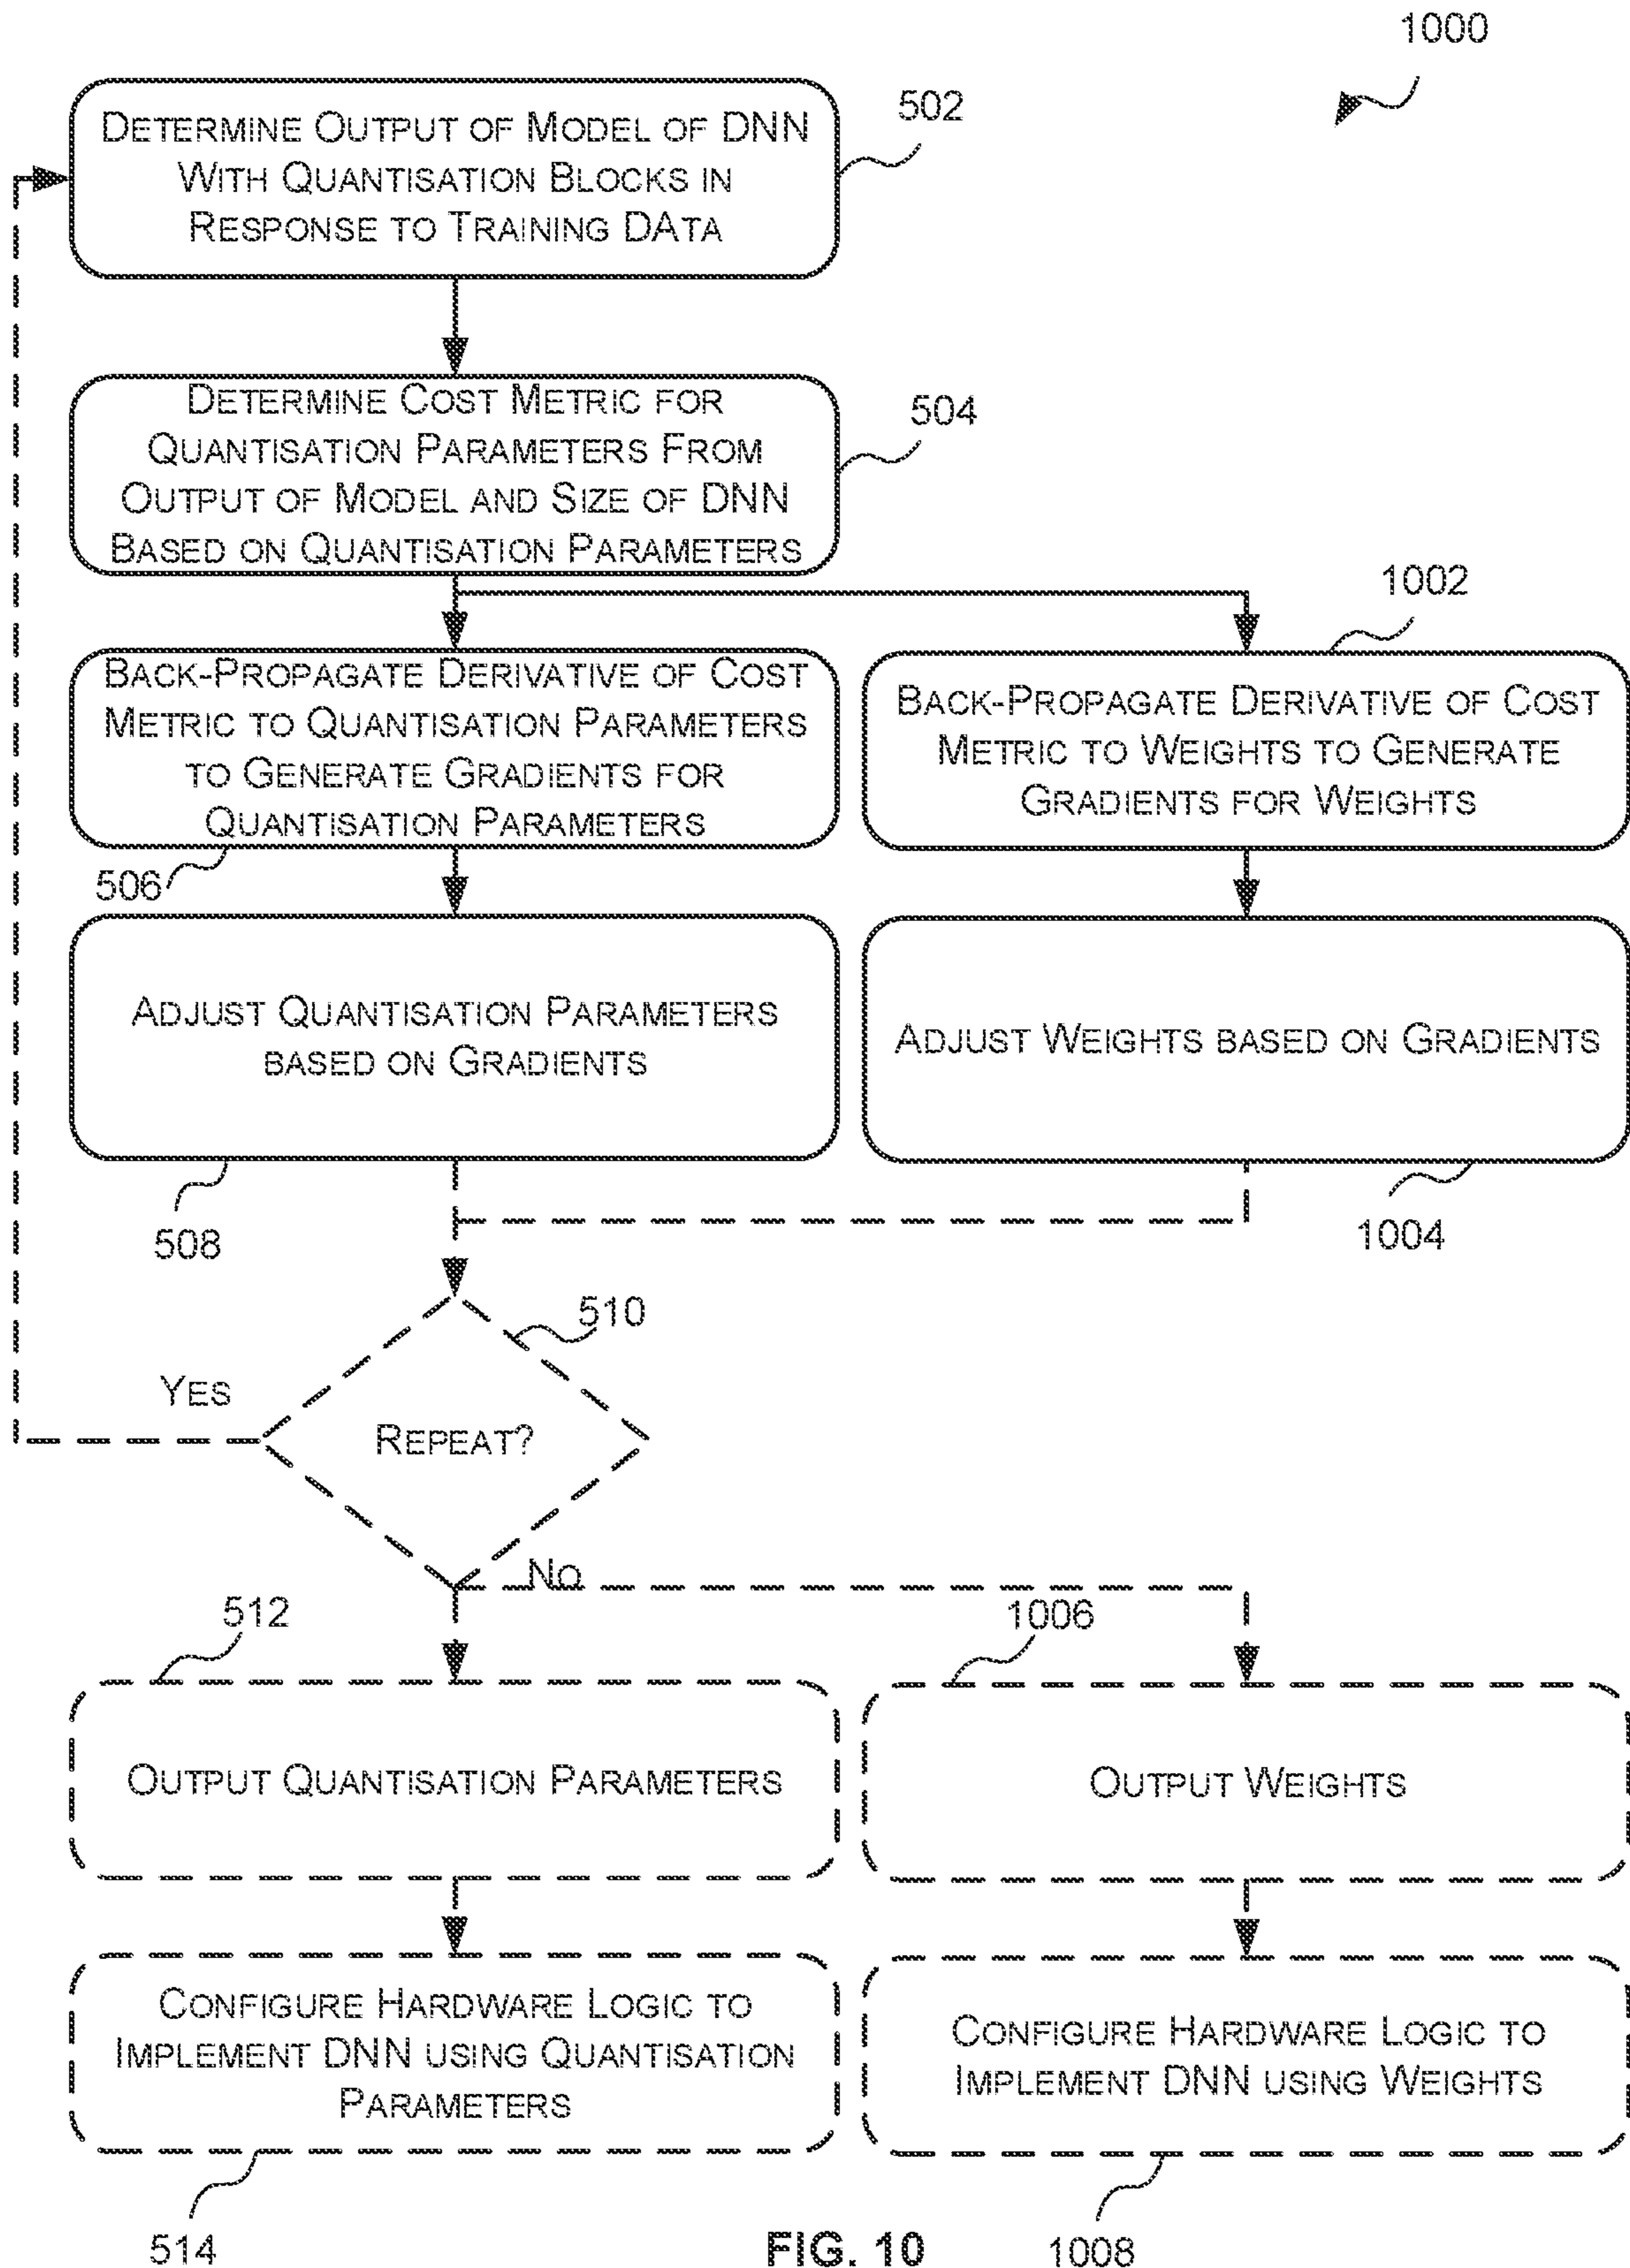 1000
DETERMINE OUTPUT OF MODEL OF DNN
WITH QUANTISATION BLOCKS IN
RESPONSE TO TRAINING DATA
502
DETERMINE COST METRIC FOR
QUANTISATION PARAMETERS FROM
OUTPUT OF MODEL AND SIZE OF DNN
BASED ON QUANTISATION PARAMETERS
504
1002
BACK-PROPAGATE DERIVATIVE OF COST
METRIC TO QUANTISATION PARAMETERS
TO GENERATE GRADIENTS FOR
QUANTISATION PARAMETERS
506
BACK-PROPAGATE DERIVATIVE OF COST
METRIC TO WEIGHTS TO GENERATE
GRADIENTS FOR WEIGHTS
ADJUST QUANTISATION PARAMETERS
BASED ON GRADIENTS
508
ADJUST WEIGHTS BASED ON GRADIENTS
1004
510
YES
REPEAT?
NO
512
1006
OUTPUT QUANTISATION PARAMETERS
OUTPUT WEIGHTS
CONFIGURE HARDWARE LOGIC TO
IMPLEMENT DNN USING QUANTISATION
PARAMETERS
CONFIGURE HARDWARE LOGIC TO
IMPLEMENT DNN USING WEIGHTS
514
FIG. 10
1008